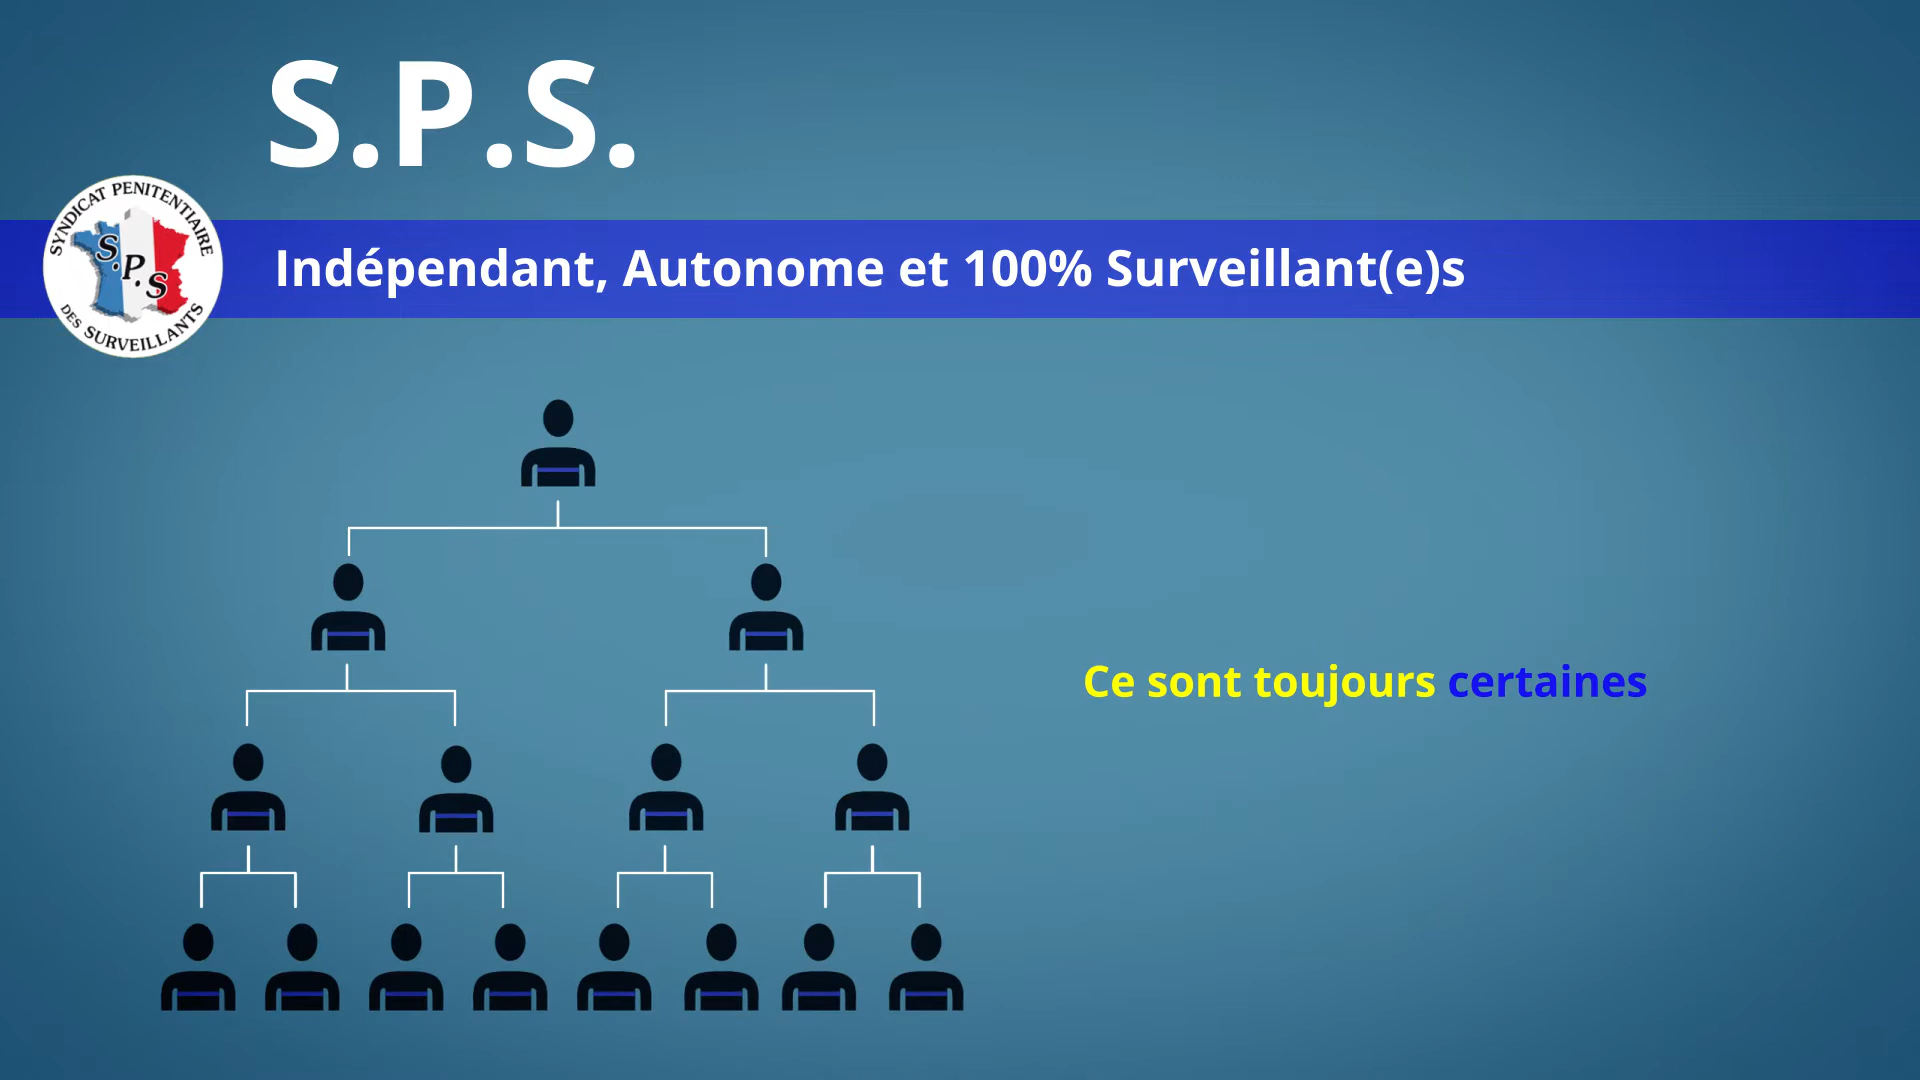 S.P.S.
SYNDICAT PENITENTIAIRE
S.P.S
DES SURVEILLANTS
Indépendant, Autonome et 100% Surveillant(e)s
Ce sont toujours certaines